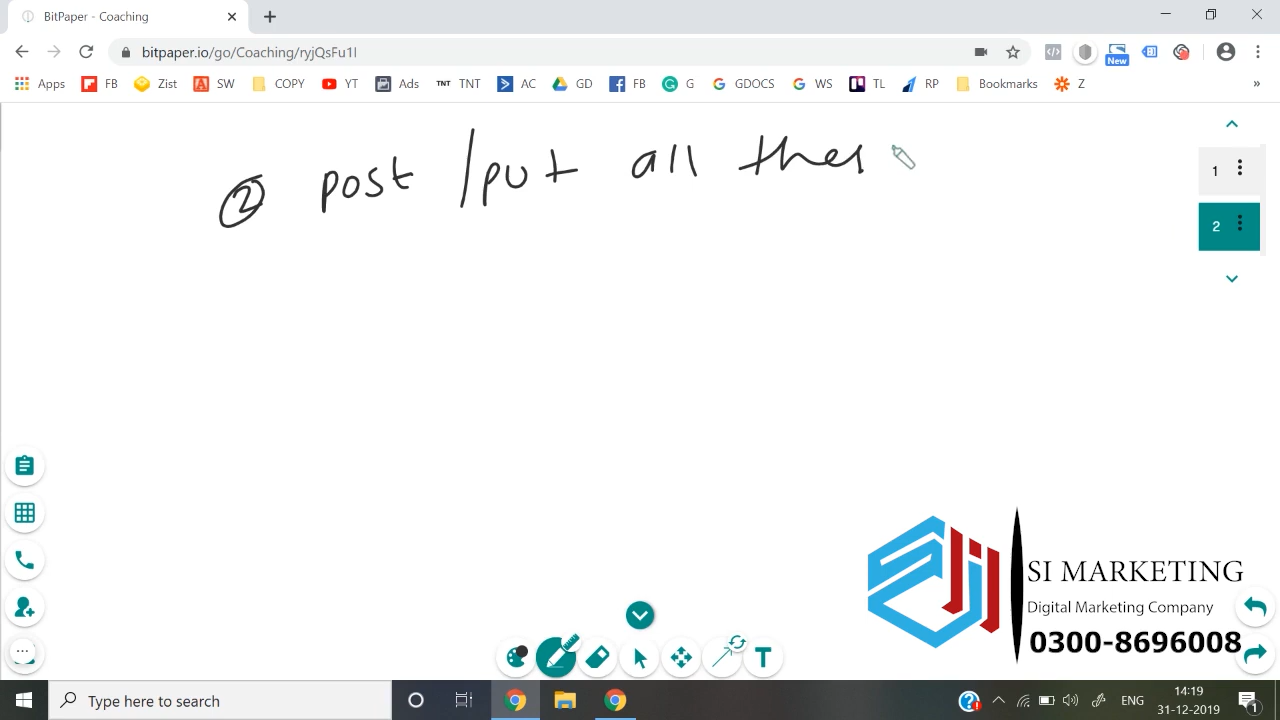 BitPaper - Coaching
bitpaper.io/go/Coaching/ryjQsFu1l
New
Apps FB Zist SW COPY YT Ads TNT TNT AC GD FB G GDOCS WS TL RP Bookmarks Z »
② post /put all thes
1
2
SI MARKETING
Digital Marketing Company
0300-8696008
T
Type here to search
ENG
14:19
31-12-2019
1